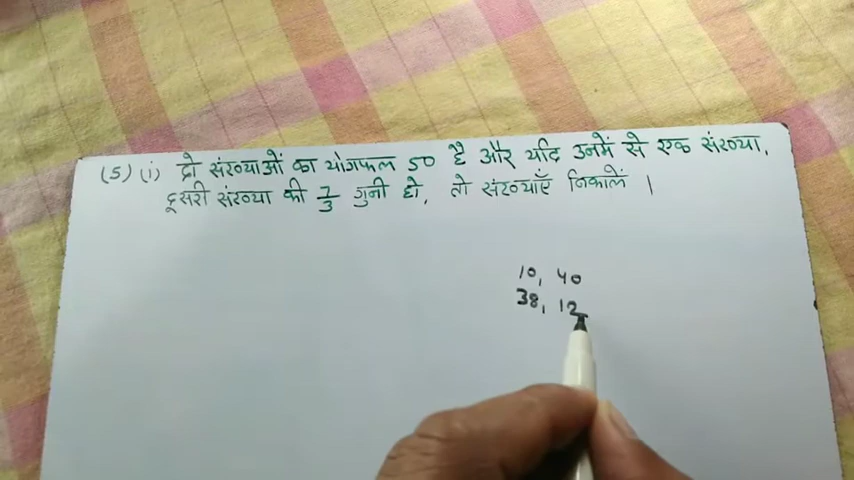 (5) (i) दो संख्याओं का योगफल 50 है और यदि उनमें से एक संख्या,
दूसरी संख्या की 7/3 गुनी हो, तो संख्याएँ निकालें ।
10, 40
38, 12